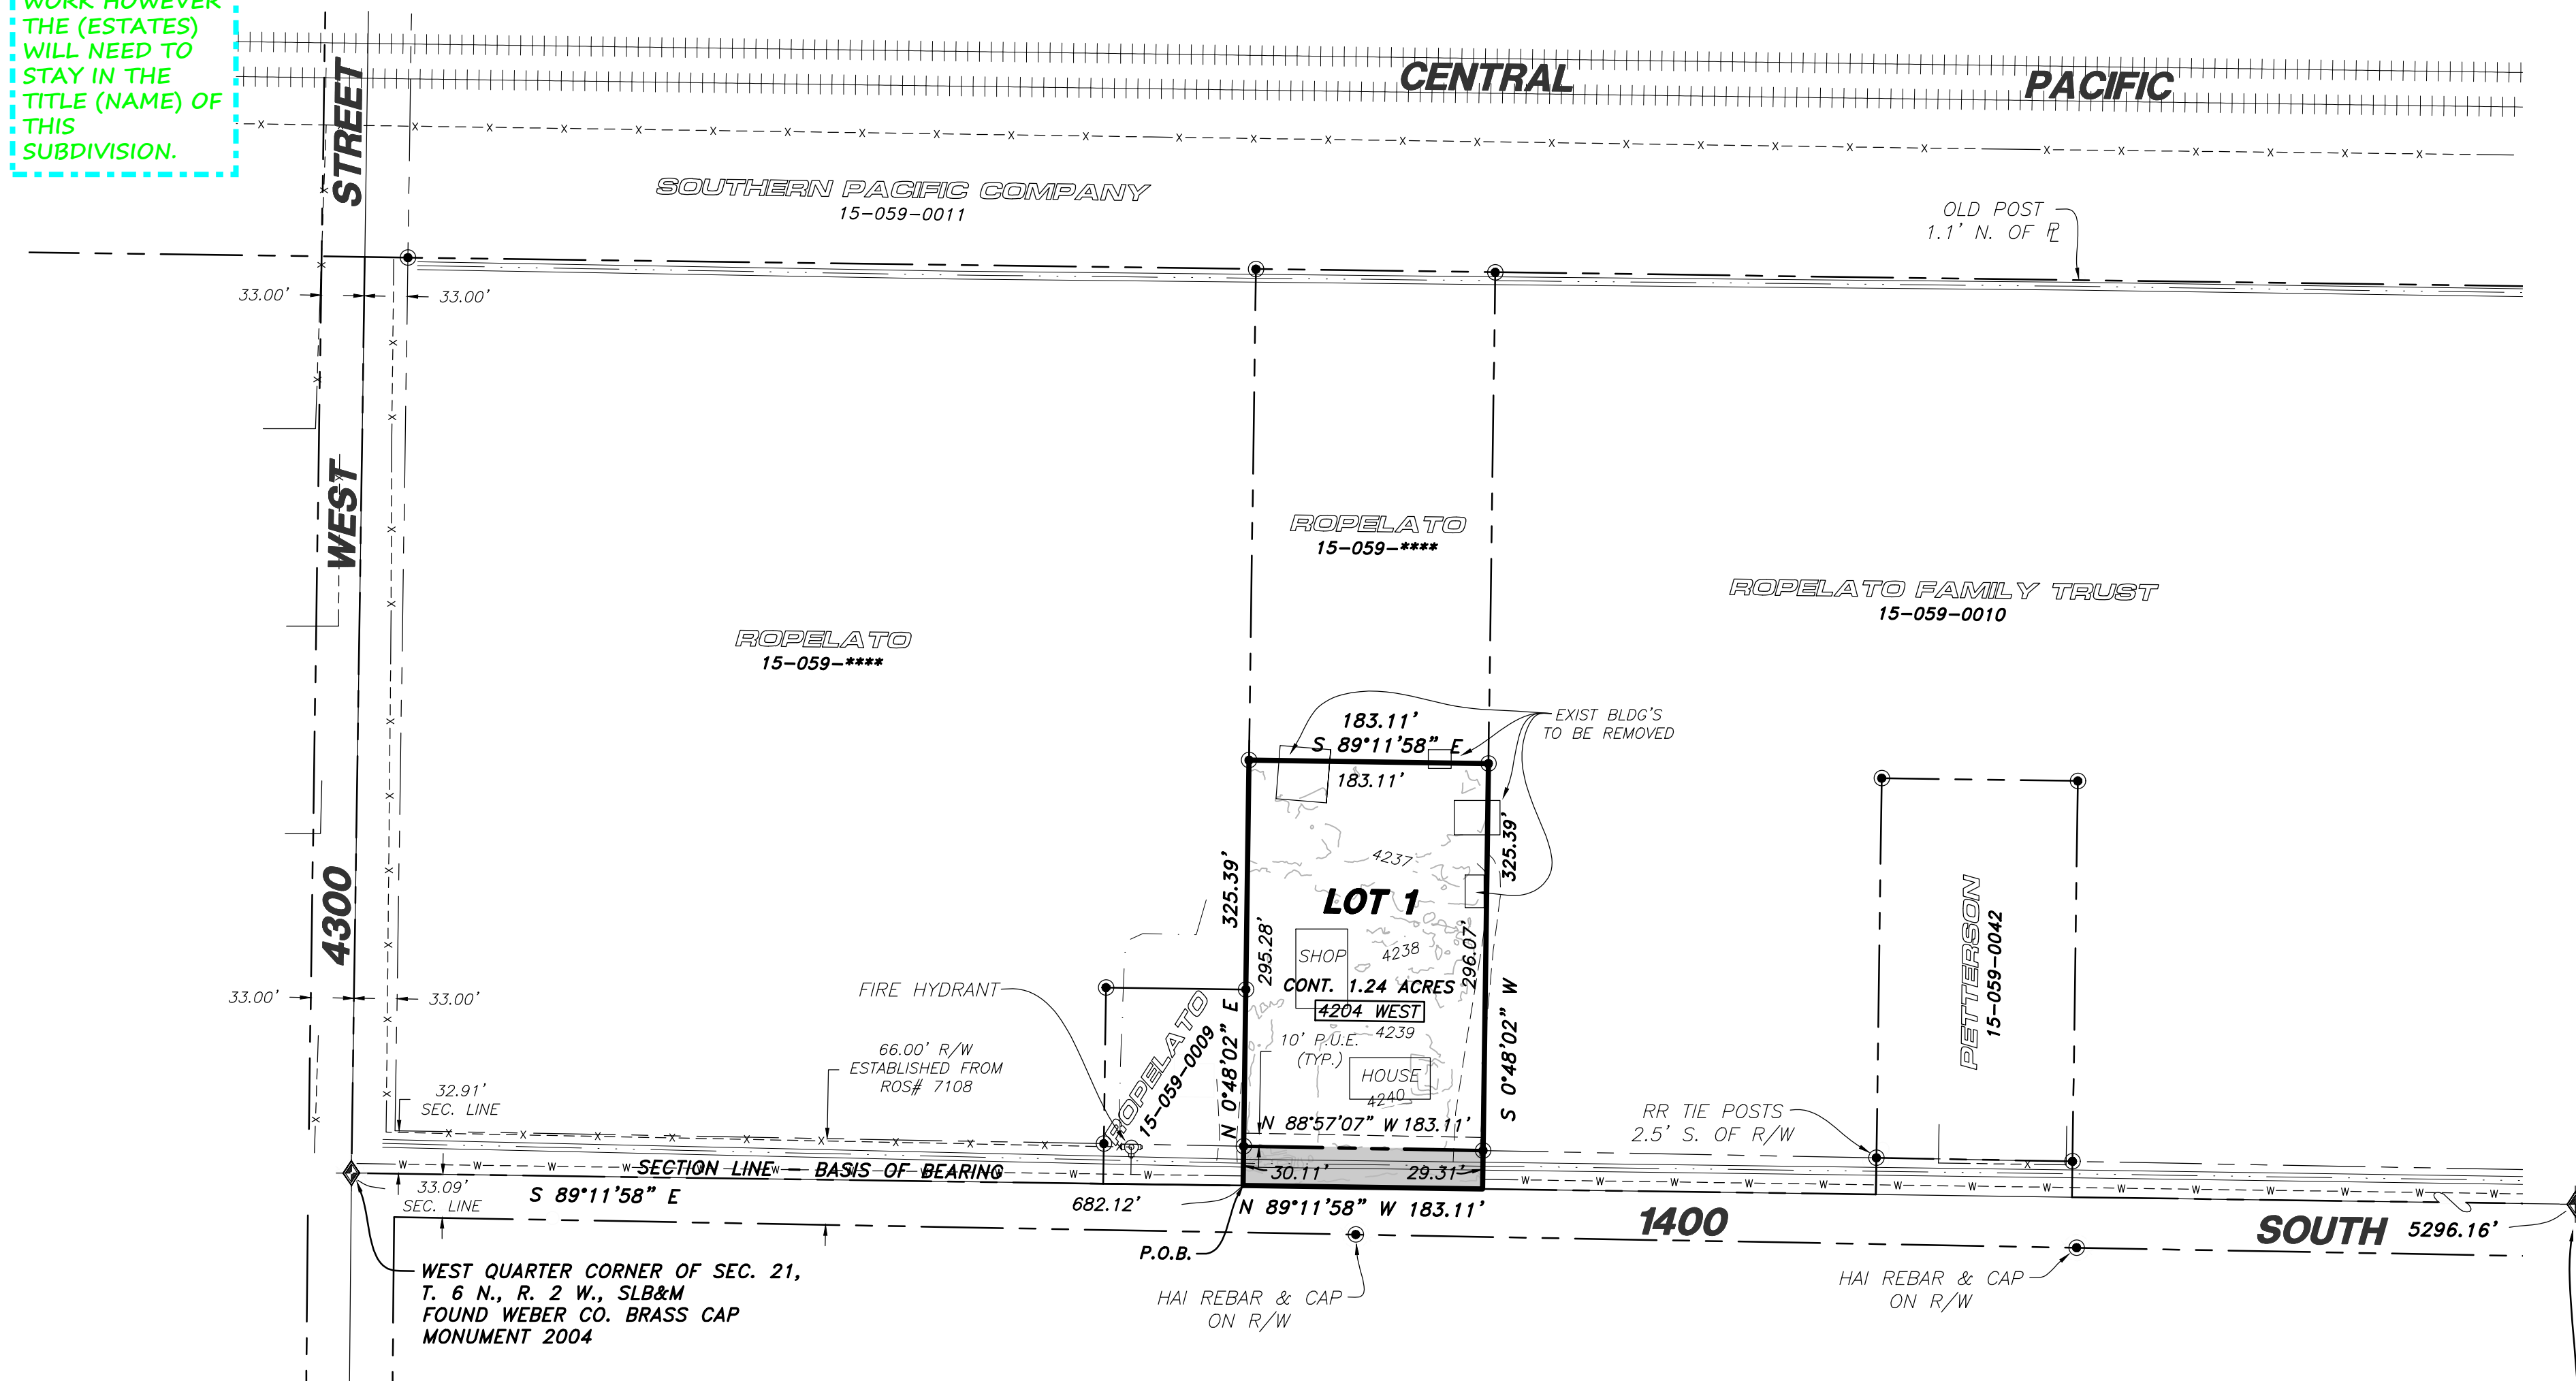 WORK HOWEVER
THE (ESTATES)
WILL NEED TO
STAY IN THE
TITLE (NAME) OF
THIS
SUBDIVISION.
STREET
WEST
4300
CENTRAL PACIFIC
SOUTHERN PACIFIC COMPANY
15-059-0011
OLD POST
1.1' N. OF PL
33.00' 33.00'
ROPELATO
15-059-****
ROPELATO FAMILY TRUST
15-059-0010
ROPELATO
15-059-****
183.11'
S 89°11'58" E
183.11'
EXIST BLDG'S
TO BE REMOVED
325.39'
325.39'
4237
LOT 1
295.28'
296.07'
SHOP
4238
CONT. 1.24 ACRES
4204 WEST
4239
10' P.U.E.
(TYP.)
HOUSE
4240
N 0°48'02" E
S 0°48'02" W
N 88°57'07" W 183.11'
30.11' 29.31'
N 89°11'58" W 183.11'
PETTERSON
15-059-0042
FIRE HYDRANT
ROPELATO
15-059-0009
33.00' 33.00'
66.00' R/W
ESTABLISHED FROM
ROS# 7108
32.91'
SEC. LINE
RR TIE POSTS
2.5' S. OF R/W
SECTION LINE - BASIS OF BEARING
S 89°11'58" E
33.09'
SEC. LINE
682.12'
1400 SOUTH
5296.16'
P.O.B.
WEST QUARTER CORNER OF SEC. 21,
T. 6 N., R. 2 W., SLB&M
FOUND WEBER CO. BRASS CAP
MONUMENT 2004
HAI REBAR & CAP
ON R/W
HAI REBAR & CAP
ON R/W